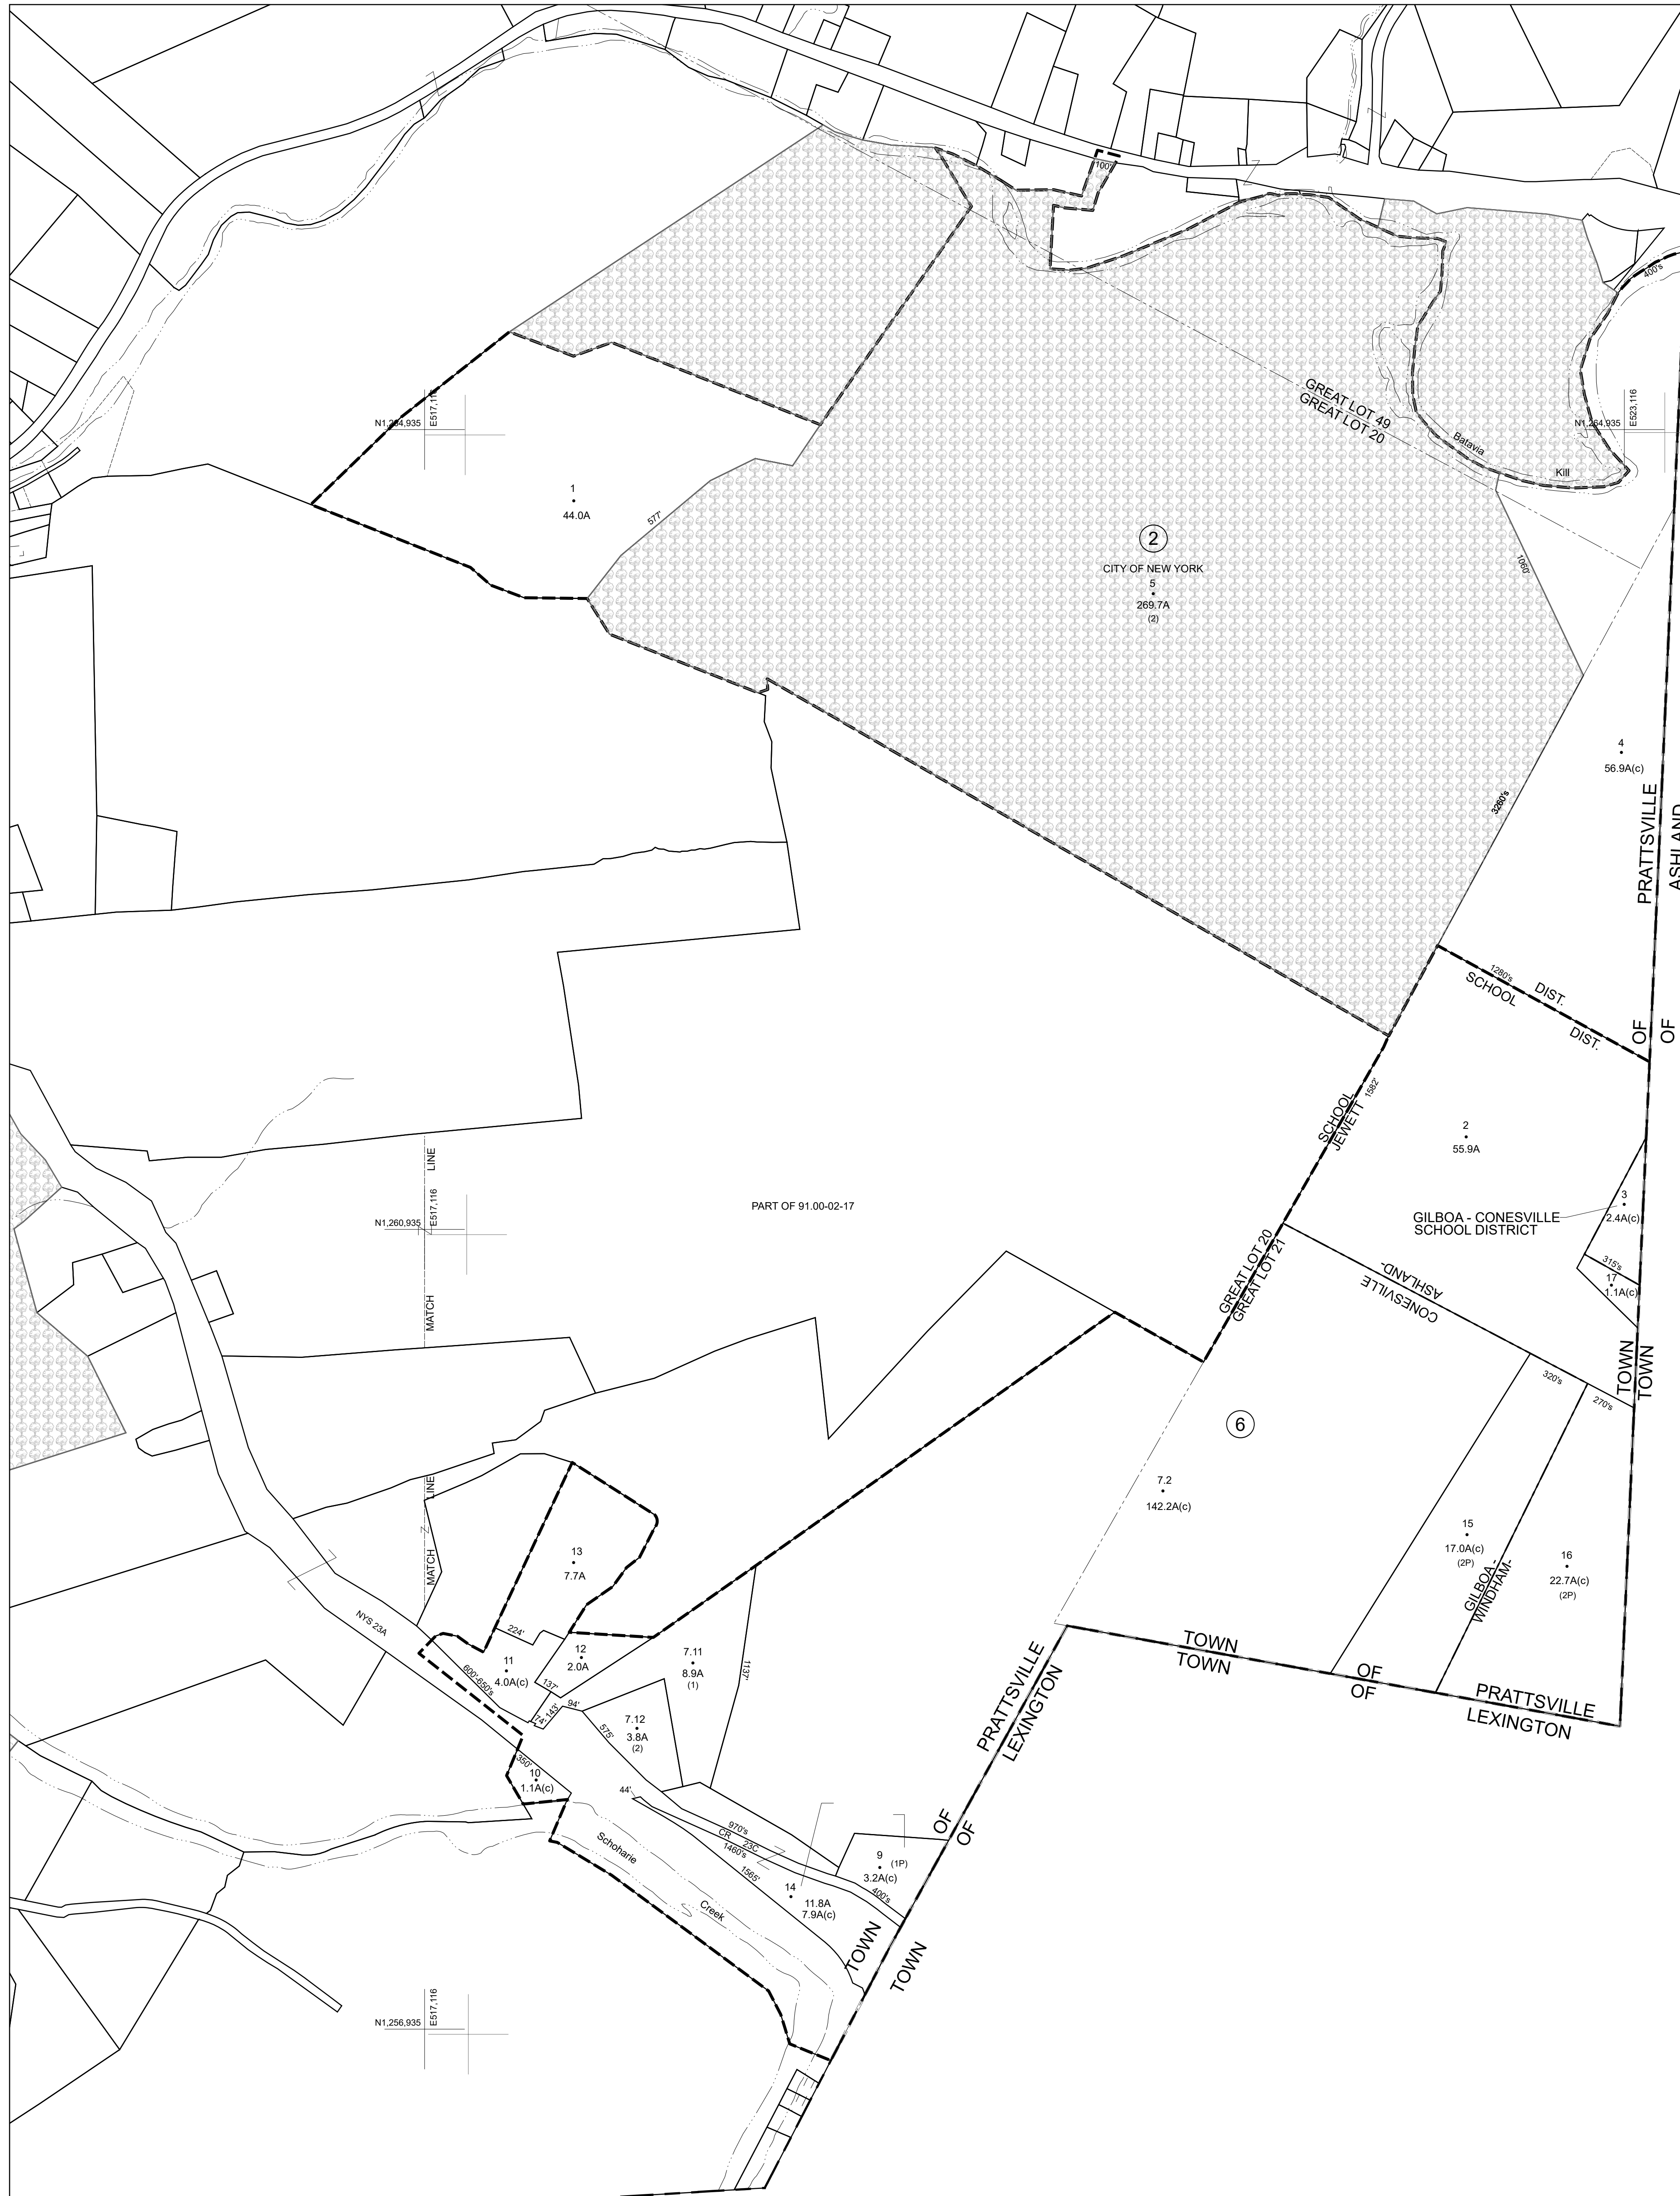 100'
400's
GREAT LOT 49
GREAT LOT 20
N1,264,935
E517,116
N1,264,935
E523,116
Batavia
Kill
1
44.0A
577'
2
CITY OF NEW YORK
5
269.7A
(2)
1060'
4
56.9A(c)
3260's
PRATTSVILLE
ASHLAND
1280's
SCHOOL DIST.
DIST.
OF
OF
SCHOOL
JEWETT
1582'
2
55.9A
LINE
MATCH
N1,260,935
E517,116
PART OF 91.00-02-17
3
2.4A(c)
GILBOA - CONESVILLE
SCHOOL DISTRICT
315's
17
1.1A(c)
GREAT LOT 20
GREAT LOT 21
ASHLAND-
CONESVILLE
TOWN
TOWN
320's
270's
6
7.2
142.2A(c)
LINE
MATCH
13
7.7A
15
17.0A(c)
(2P)
GILBOA -
WINDHAM-
16
22.7A(c)
(2P)
NYS 23A
224'
12
2.0A
11
4.0A(c)
600'-650's
137'
7.11
8.9A
(1)
1137'
74'
143'
94'
575'
7.12
3.8A
(2)
TOWN
TOWN
OF
OF
PRATTSVILLE
LEXINGTON
PRATTSVILLE
LEXINGTON
350'
10
1.1A(c)
44'
970's
CR 23C
1460's
1565'
Schoharie
Creek
9
(1P)
3.2A(c)
400's
14
11.8A
7.9A(c)
OF
OF
TOWN
TOWN
N1,256,935
E517,116